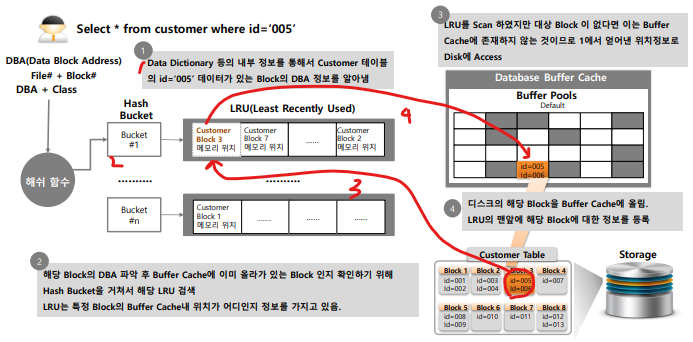 Select * from customer where id='005'
DBA(Data Block Address)
File# + Block#
DBA + Class
해쉬 함수
1
Data Dictionary 등의 내부 정보를 통해서 Customer 테이블
의 id='005' 데이터가 있는 Block의 DBA 정보를 알아냄
Hash
Bucket
LRU(Least Recently Used)
Bucket
#1
Customer
Block 3
메모리 위치
Customer
Block 7
메모리 위치
......
Customer
Block 2
메모리 위치
..........
..........
Bucket
#n
Customer
Block 1
메모리 위치
.......
.......
.......
1
2
3
4
2
해당 Block의 DBA 파악 후 Buffer Cache에 이미 올라가 있는 Block 인지 확인하기 위해
Hash Bucket을 거쳐서 해당 LRU 검색
LRU는 특정 Block의 Buffer Cache내 위치가 어디인지 정보를 가지고 있음.
3
LRU를 Scan 하였지만 대상 Block 이 없다면 이는 Buffer
Cache에 존재하지 않는 것이므로 1에서 얻어낸 위치정보로
Disk에 Access
Database Buffer Cache
Buffer Pools
Default
id=005
id=006
4
디스크의 해당 Block을 Buffer Cache에 올림.
LRU의 맨앞에 해당 Block에 대한 정보를 등록
Customer Table
Block 1
id=001
id=002
Block 2
id=003
id=004
Block 3
id=005
id=006
Block 4
id=007
Block 5
id=008
id=009
Block 6
id=010
Block 7
id=011
Block 8
id=012
Id=013
Storage